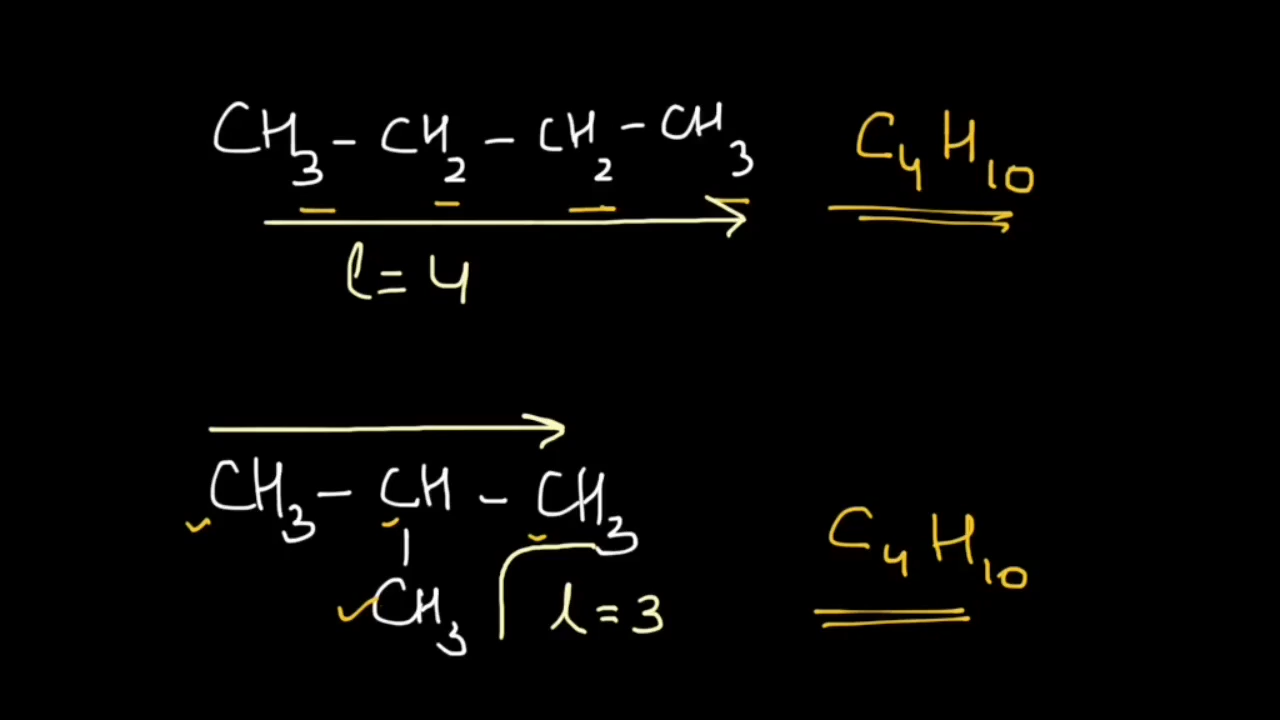 CH₃ – CH₂ – CH₂ – CH₃ C₄H₁₀
l = 4
CH₃ – CH – CH₃
|
CH₃
l = 3
C₄H₁₀